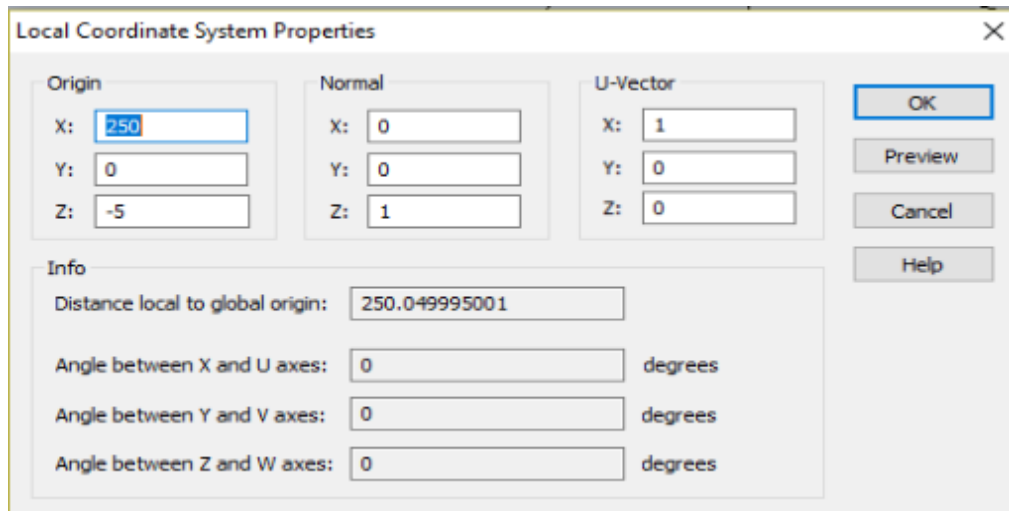 Local Coordinate System Properties
Origin
X: 250
Y: 0
Z: -5
Normal
X: 0
Y: 0
Z: 1
U-Vector
X: 1
Y: 0
Z: 0
OK
Preview
Cancel
Help
Info
Distance local to global origin: 250.049995001
Angle between X and U axes: 0 degrees
Angle between Y and V axes: 0 degrees
Angle between Z and W axes: 0 degrees